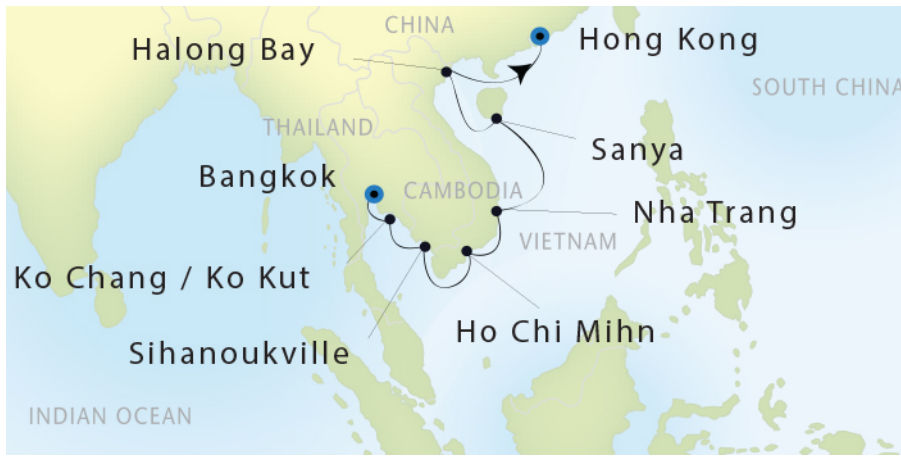 CHINA
Hong Kong
Halong Bay
SOUTH CHINA
THAILAND
Sanya
Bangkok
CAMBODIA
Nha Trang
VIETNAM
Ko Chang / Ko Kut
Ho Chi Mihn
Sihanoukville
INDIAN OCEAN